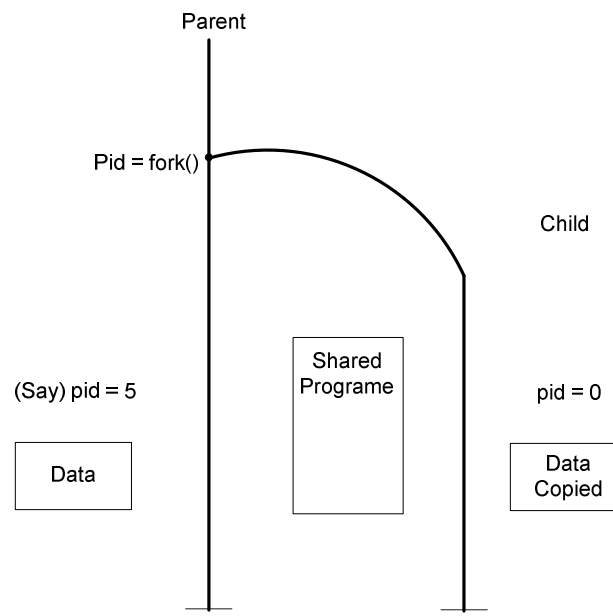 Parent
Pid = fork()
Child
Shared
Programe
(Say) pid = 5
pid = 0
Data
Data
Copied